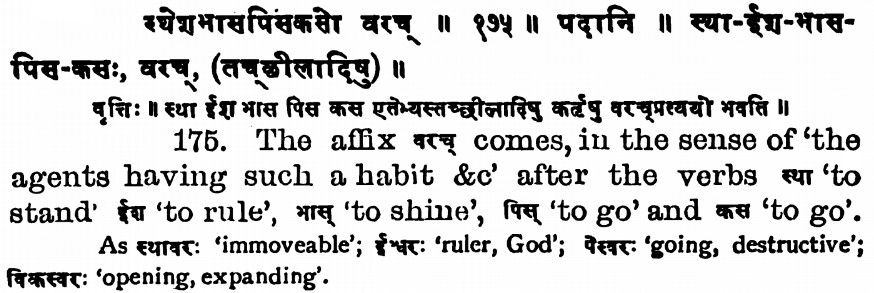 स्थेशभासपिसकसो वरच् ॥ १७५ ॥ पदानि ॥ स्था-ईश-भास-
पिस-कसः, वरच्, (तच्छीलादिषु) ॥
वृत्तिः ॥ स्था ईश भास पिस कस एतेभ्यस्तच्छीलादिषु कर्तृषु वरच्प्रत्ययो भवति ॥
175. The affix वरच् comes, in the sense of ‘the
agents having such a habit &c’ after the verbs स्था ‘to
stand’ ईश ‘to rule’, भास् ‘to shine’, पिस् ‘to go’ and कस ‘to go’.
As स्थावरः ‘immoveable’; ईश्वरः ‘ruler, God’; पेस्वरः ‘going, destructive’;
विकस्वरः ‘opening, expanding’.